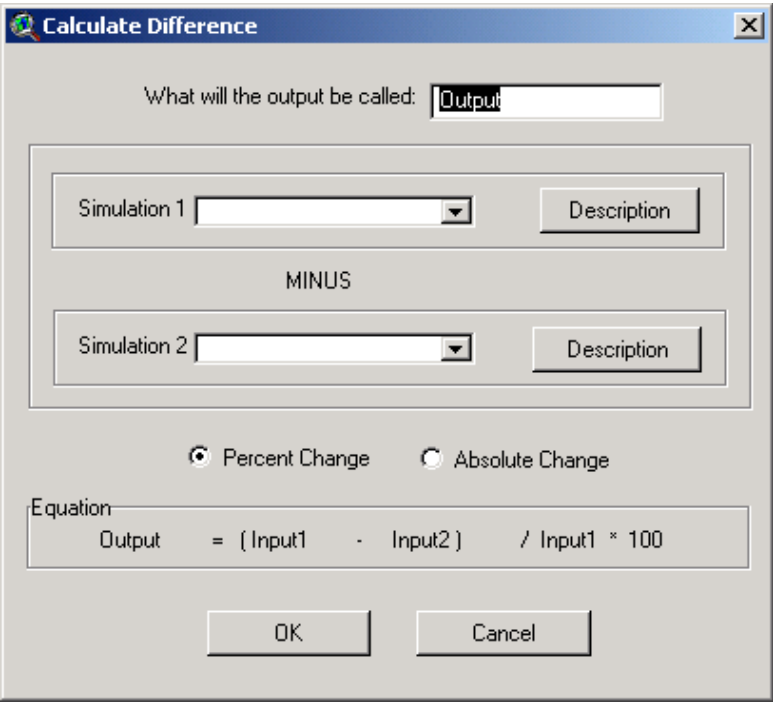 Calculate Difference
What will the output be called: Output
Simulation 1 Description
MINUS
Simulation 2 Description
Percent Change Absolute Change
Equation
Output = ( Input1 - Input2 ) / Input1 * 100
OK Cancel